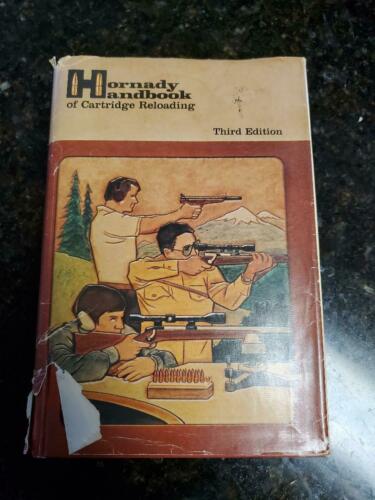 Hornady
Handbook
of Cartridge Reloading
Third Edition